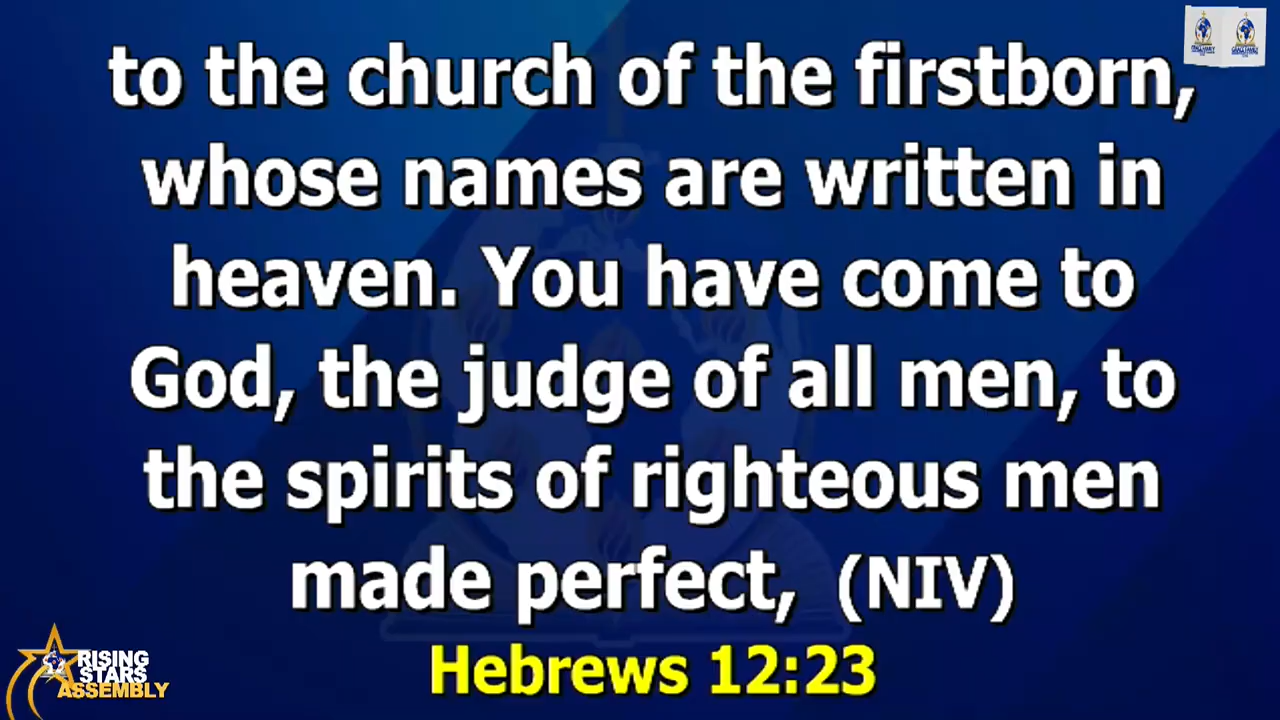 to the church of the firstborn,
whose names are written in
heaven. You have come to
God, the judge of all men, to
the spirits of righteous men
made perfect, (NIV)
Hebrews 12:23
RISING
STARS
ASSEMBLY